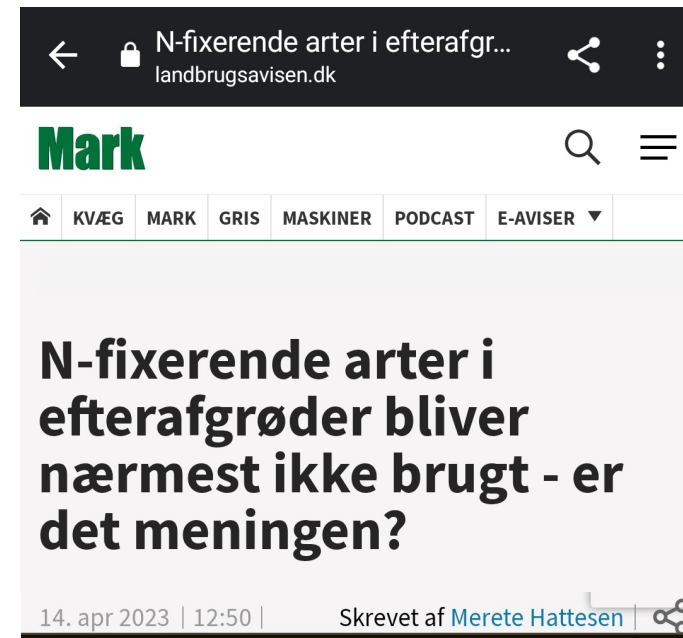 N-fixerende arter i efterafgr...
landbrugsavisen.dk
Mark
KVÆG MARK GRIS MASKINER PODCAST E-AVISER
N-fixerende arter i
efterafgrøder bliver
nærmest ikke brugt - er
det meningen?
14. apr 2023 | 12:50 | Skrevet af Merete Hattesen |